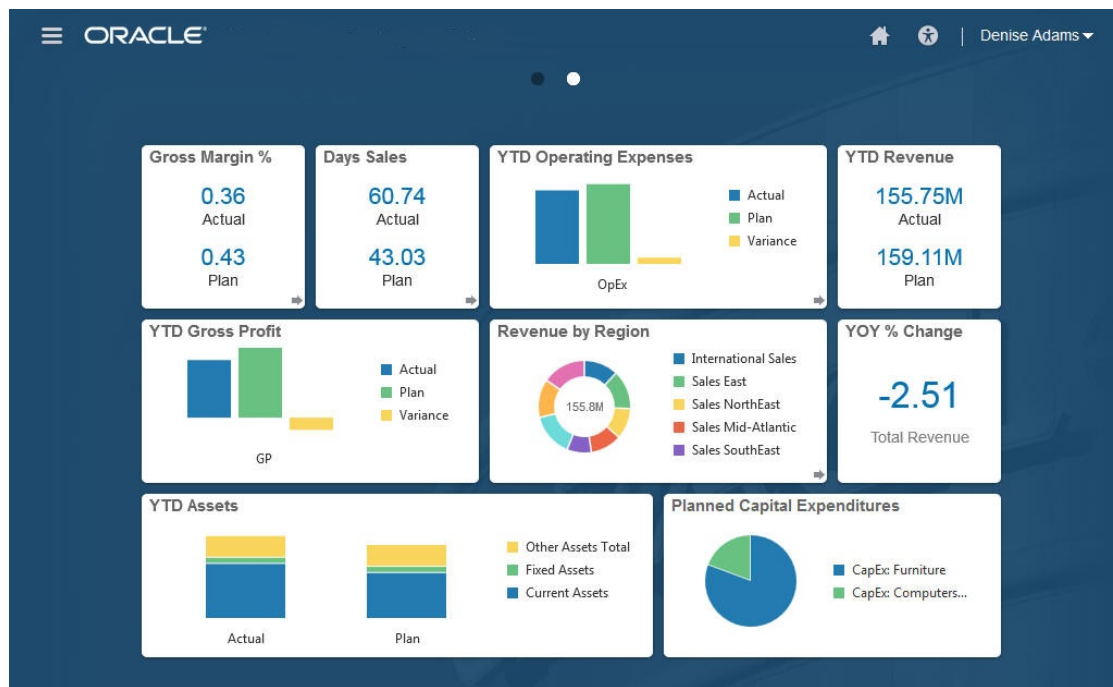 ORACLE
Denise Adams
Gross Margin %
0.36
Actual
0.43
Plan
Days Sales
60.74
Actual
43.03
Plan
YTD Operating Expenses
Actual
Plan
Variance
OpEx
YTD Revenue
155.75M
Actual
159.11M
Plan
YTD Gross Profit
Actual
Plan
Variance
GP
Revenue by Region
155.8M
International Sales
Sales East
Sales NorthEast
Sales Mid-Atlantic
Sales SouthEast
YOY % Change
-2.51
Total Revenue
YTD Assets
Other Assets Total
Fixed Assets
Current Assets
Actual
Plan
Planned Capital Expenditures
CapEx: Furniture
CapEx: Computers...